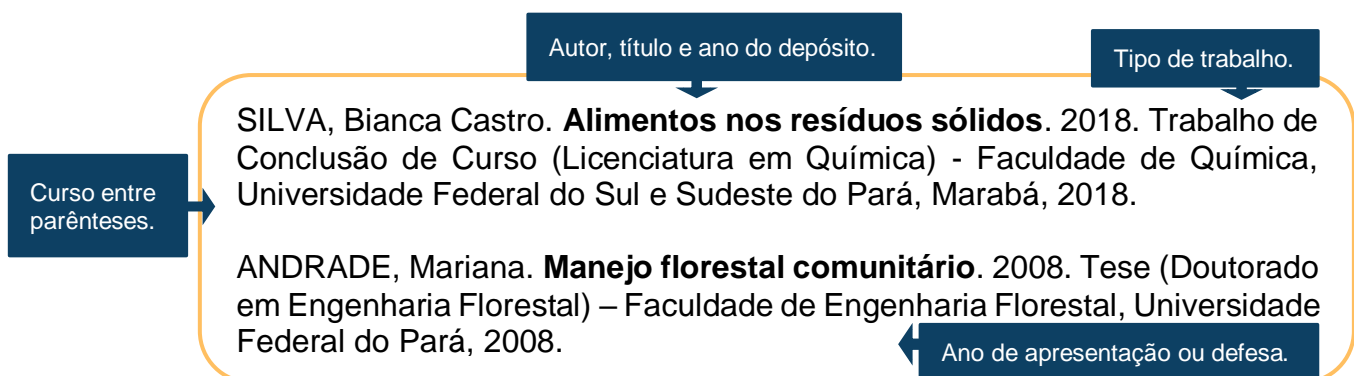 Autor, título e ano do depósito.
Tipo de trabalho.
SILVA, Bianca Castro. Alimentos nos resíduos sólidos. 2018. Trabalho de
Conclusão de Curso (Licenciatura em Química) - Faculdade de Química,
Universidade Federal do Sul e Sudeste do Pará, Marabá, 2018.
Curso entre
parênteses.
ANDRADE, Mariana. Manejo florestal comunitário. 2008. Tese (Doutorado
em Engenharia Florestal) – Faculdade de Engenharia Florestal, Universidade
Federal do Pará, 2008.
Ano de apresentação ou defesa.